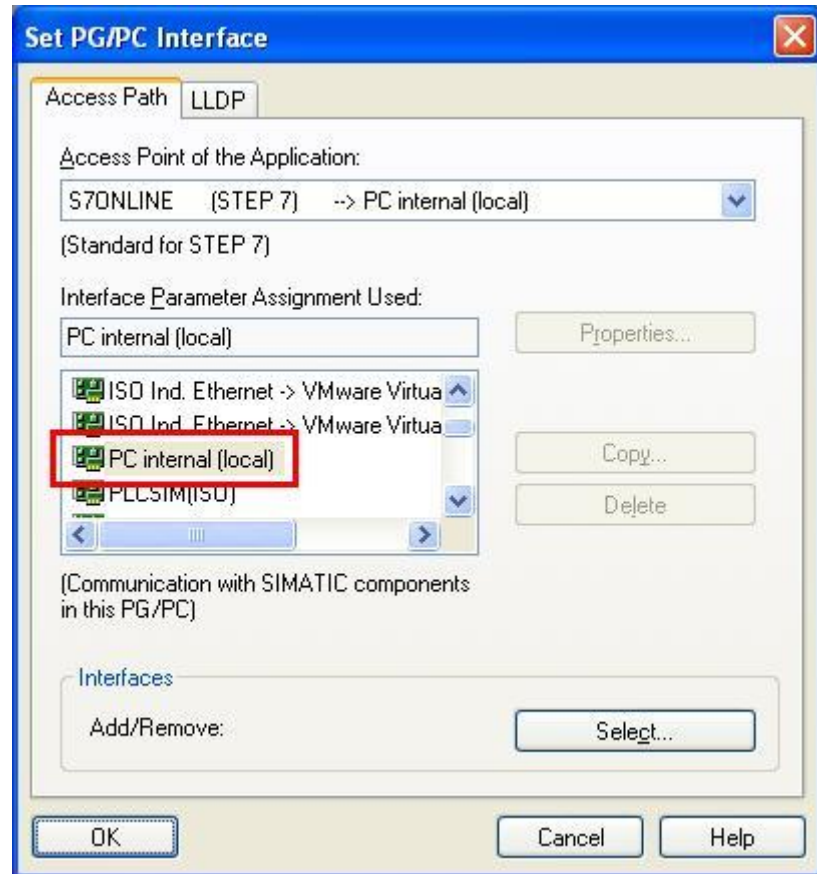 Set PG/PC Interface
Access Path
LLDP
Access Point of the Application:
S7ONLINE (STEP 7) --> PC internal (local)
(Standard for STEP 7)
Interface Parameter Assignment Used:
PC internal (local)
Properties...
ISO Ind. Ethernet -> VMware Virtua
ISO Ind. Ethernet -> VMware Virtua
PC internal (local)
Copy...
PLCSIM(ISO)
Delete
(Communication with SIMATIC components
in this PG/PC)
Interfaces
Add/Remove:
Select...
OK
Cancel
Help